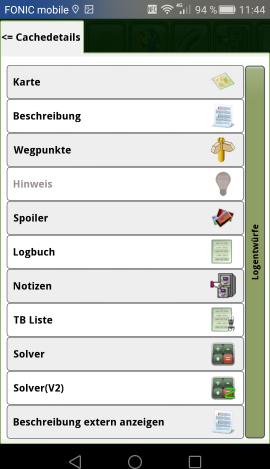 FONIC mobile 94 % 11:44
<= Cachedetails
Karte
Beschreibung
Wegpunkte
Hinweis
Spoiler
Logbuch
Notizen
TB Liste
Solver
Solver(V2)
Beschreibung extern anzeigen
Logentwürfe